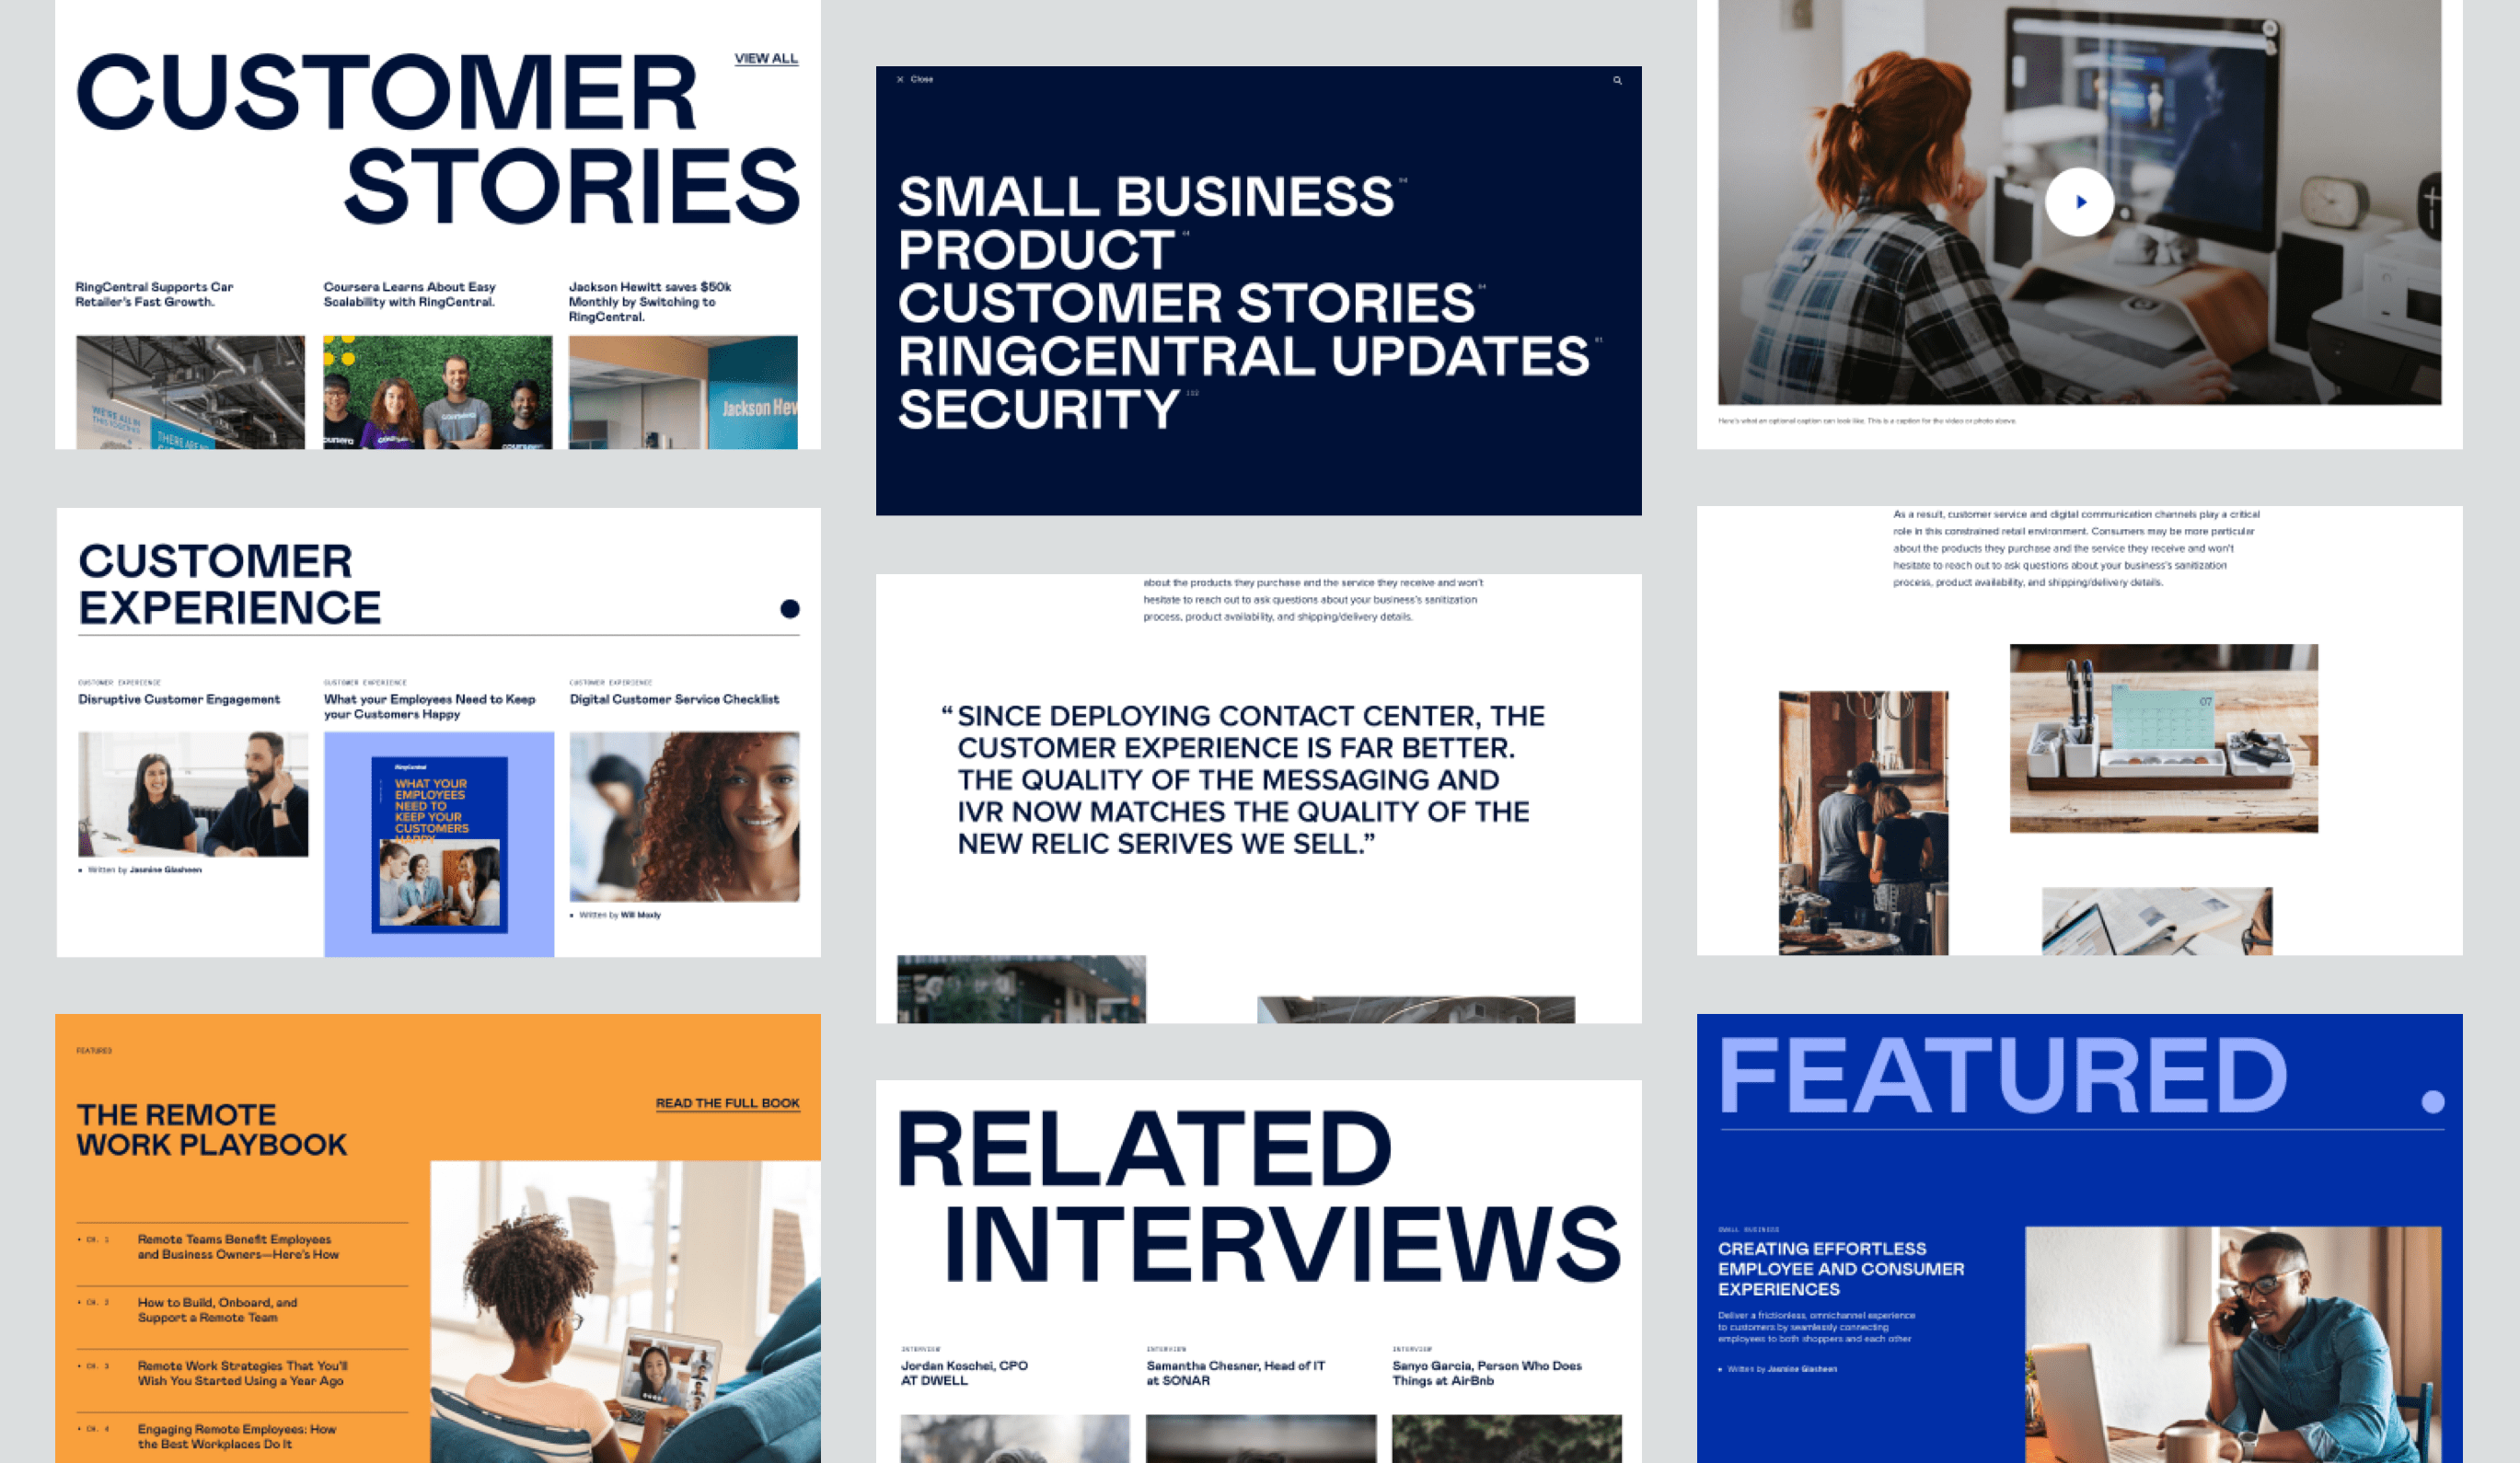 CUSTOMER
STORIES
VIEW ALL
RingCentral Supports Car
Retailer's Fast Growth.
Coursera Learns About Easy
Scalability with RingCentral.
Jackson Hewitt saves $50k
Monthly by Switching to
RingCentral.
WE'RE ALL IN
THIS TOGETHER
THERE ARE
coursera
Jackson Hew
CUSTOMER
EXPERIENCE
CUSTOMER EXPERIENCE
Disruptive Customer Engagement
Written by Jasmine Glasheen
CUSTOMER EXPERIENCE
What your Employees Need to Keep
your Customers Happy
RingCentral
WHAT YOUR
EMPLOYEES
NEED TO
KEEP YOUR
CUSTOMERS
HAPPY
CUSTOMER EXPERIENCE
Digital Customer Service Checklist
Written by Will Moxly
FEATURED
THE REMOTE
WORK PLAYBOOK
READ THE FULL BOOK
CH. 1
Remote Teams Benefit Employees
and Business Owners—Here's How
CH. 2
How to Build, Onboard, and
Support a Remote Team
CH. 3
Remote Work Strategies That You'll
Wish You Started Using a Year Ago
CH. 4
Engaging Remote Employees: How
the Best Workplaces Do It
Close
SMALL BUSINESS
PRODUCT
CUSTOMER STORIES
RINGCENTRAL UPDATES
SECURITY
about the products they purchase and the service they receive and won't
hesitate to reach out to ask questions about your business's sanitization
process, product availability, and shipping/delivery details.
“SINCE DEPLOYING CONTACT CENTER, THE
CUSTOMER EXPERIENCE IS FAR BETTER.
THE QUALITY OF THE MESSAGING AND
IVR NOW MATCHES THE QUALITY OF THE
NEW RELIC SERIVES WE SELL.”
RELATED
INTERVIEWS
INTERVIEW
Jordan Koschei, CPO
AT DWELL
INTERVIEW
Samantha Chesner, Head of IT
at SONAR
INTERVIEW
Sanyo Garcia, Person Who Does
Things at AirBnb
Here's what an optional caption can look like. This is a caption for the video or photo above.
As a result, customer service and digital communication channels play a critical
role in this constrained retail environment. Consumers may be more particular
about the products they purchase and the service they receive and won't
hesitate to reach out to ask questions about your business's sanitization
process, product availability, and shipping/delivery details.
07
FEATURED
SMALL BUSINESS
CREATING EFFORTLESS
EMPLOYEE AND CONSUMER
EXPERIENCES
Deliver a frictionless, omnichannel experience
to customers by seamlessly connecting
employees to both shoppers and each other
Written by Jasmine Glasheen